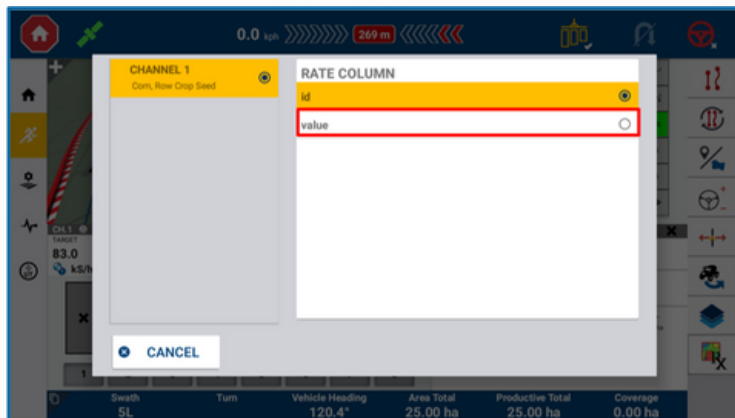 0.0 kph
269 m
CHANNEL 1
Corn, Row Crop Seed
RATE COLUMN
id
value
CH.1
TARGET
83.0
kS/h
CANCEL
1
Rx
Swath Turn Vehicle Heading Area Total Productive Total Coverage
5L 120.4° 25.00 ha 25.00 ha 0.00 ha